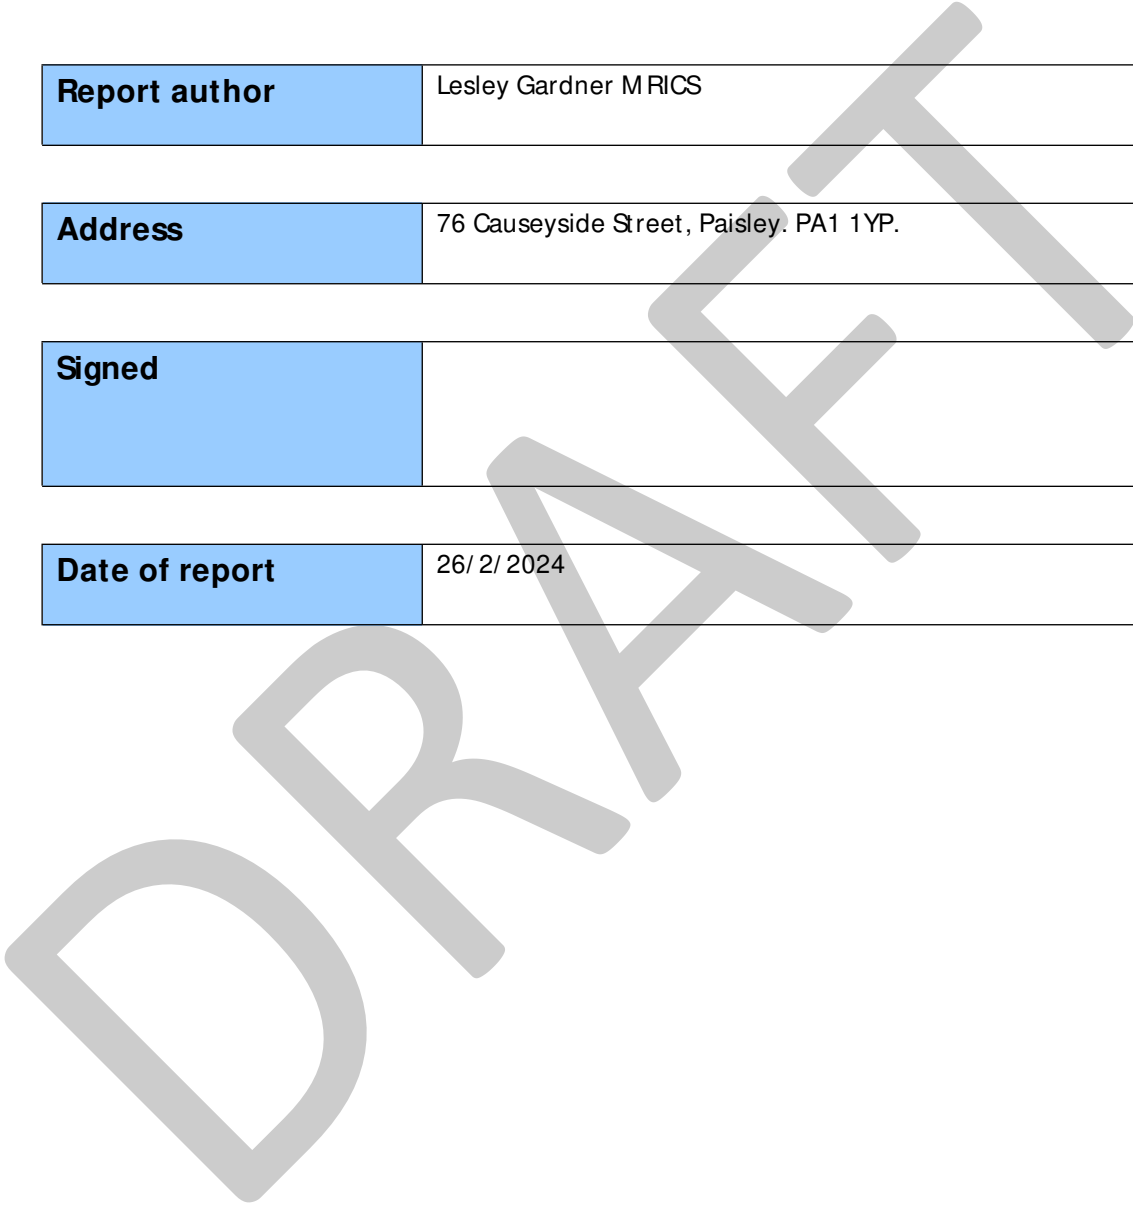 Report author
Lesley Gardner MRICS
Address
76 Causeyside Street, Paisley. PA1 1YP.
Signed
Date of report
26/2/2024
DRAFT